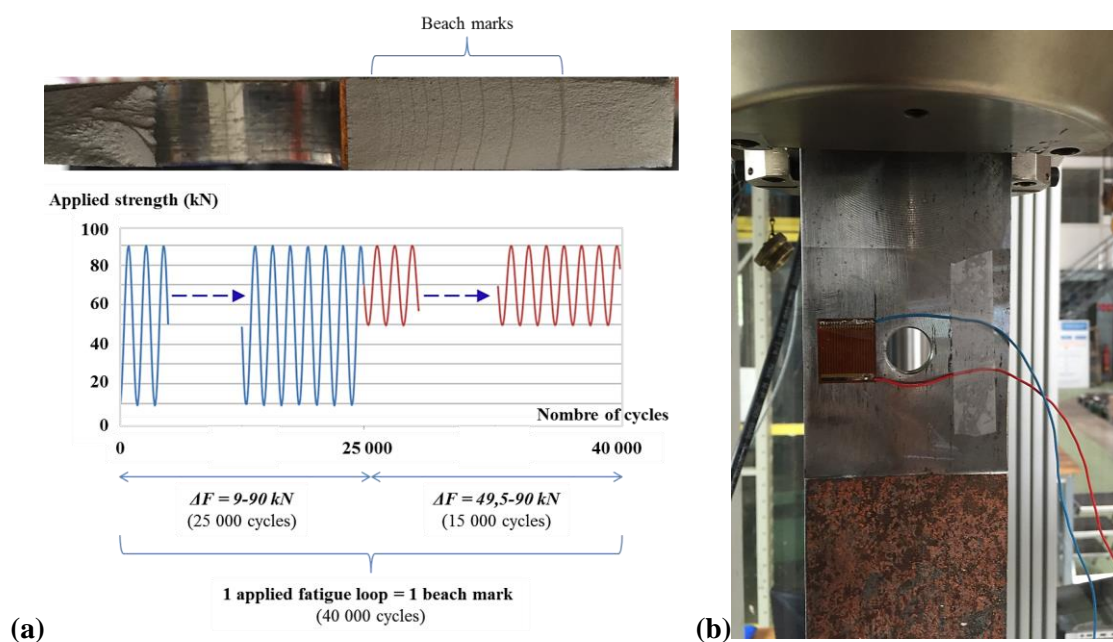 Beach marks
Applied strength (kN)
100
80
60
40
20
0
Nombre of cycles
0 25 000 40 000
ΔF = 9-90 kN ΔF = 49,5-90 kN
(25 000 cycles) (15 000 cycles)
1 applied fatigue loop = 1 beach mark
(40 000 cycles)
(a) (b)